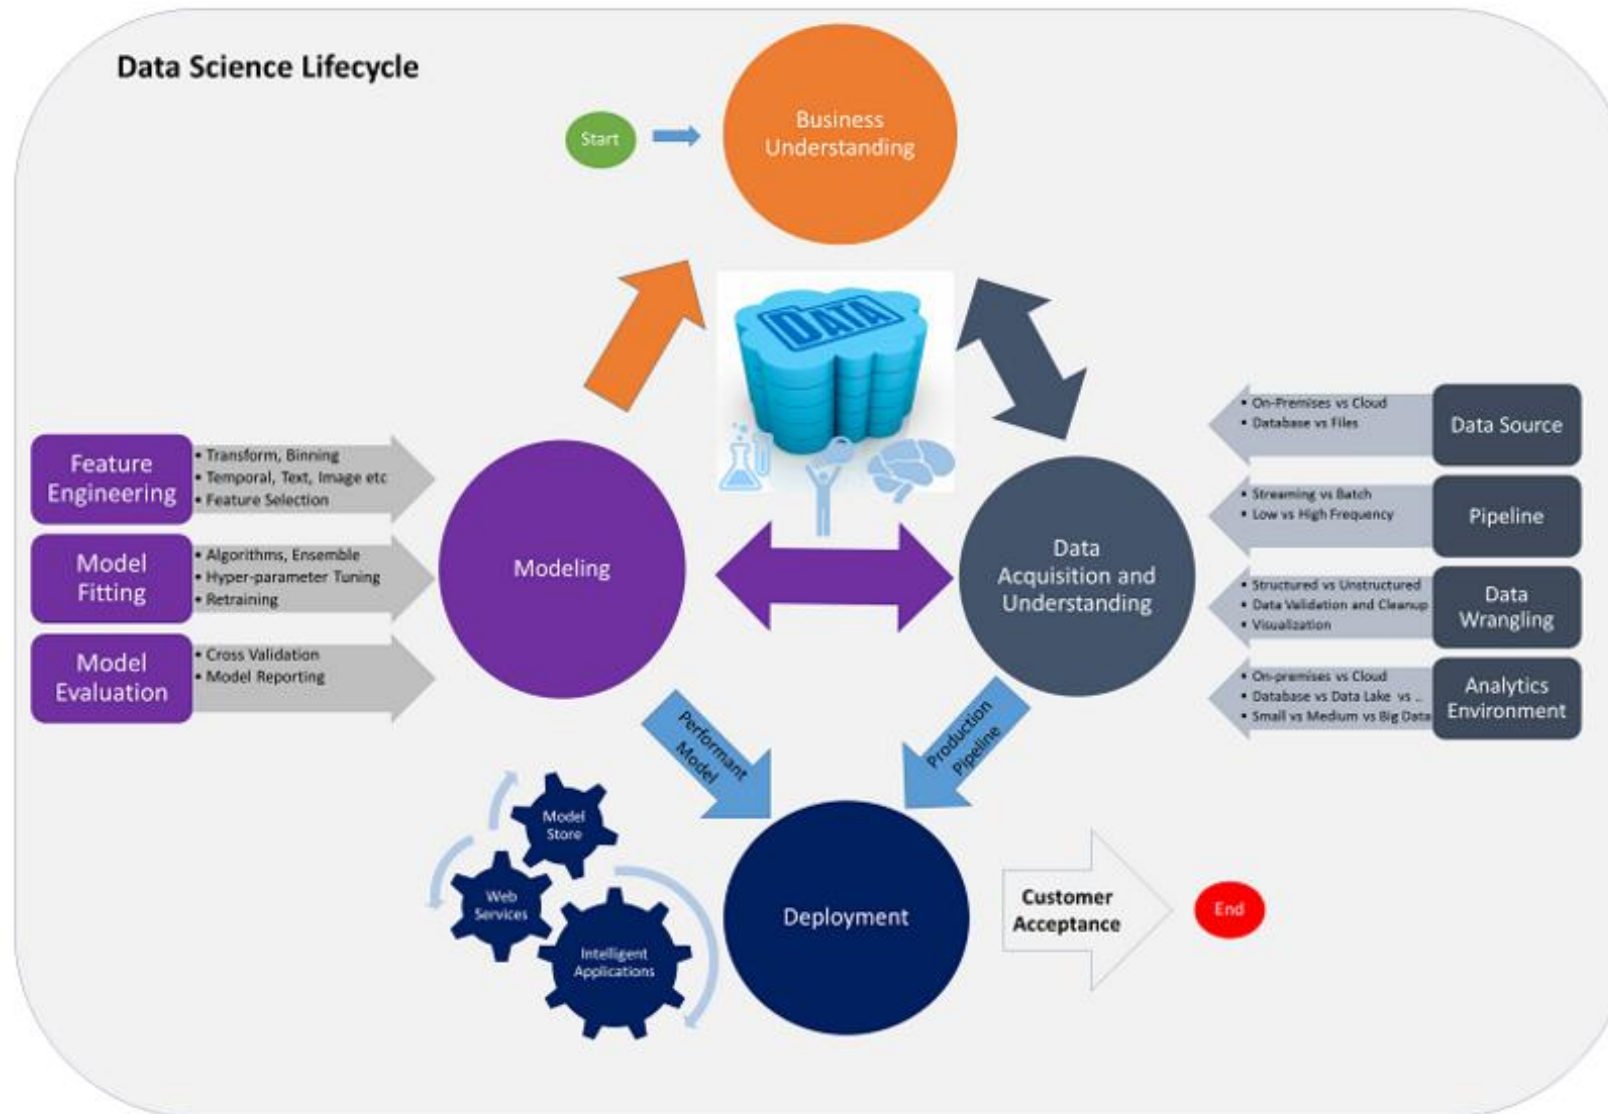 Data Science Lifecycle
Start
Business
Understanding
DATA
Feature
Engineering
• Transform, Binning
• Temporal, Text, Image etc
• Feature Selection
Model
Fitting
• Algorithms, Ensemble
• Hyper-parameter Tuning
• Retraining
Model
Evaluation
• Cross Validation
• Model Reporting
Modeling
Data
Acquisition and
Understanding
• On-Premises vs Cloud
• Database vs Files
Data Source
• Streaming vs Batch
• Low vs High Frequency
Pipeline
• Structured vs Unstructured
• Data Validation and Cleanup
• Visualization
Data
Wrangling
• On-premises vs Cloud
• Database vs Data Lake vs ..
• Small vs Medium vs Big Data
Analytics
Environment
Performant
Model
Production
Pipeline
Model
Store
Web
Services
Intelligent
Applications
Deployment
Customer
Acceptance
End